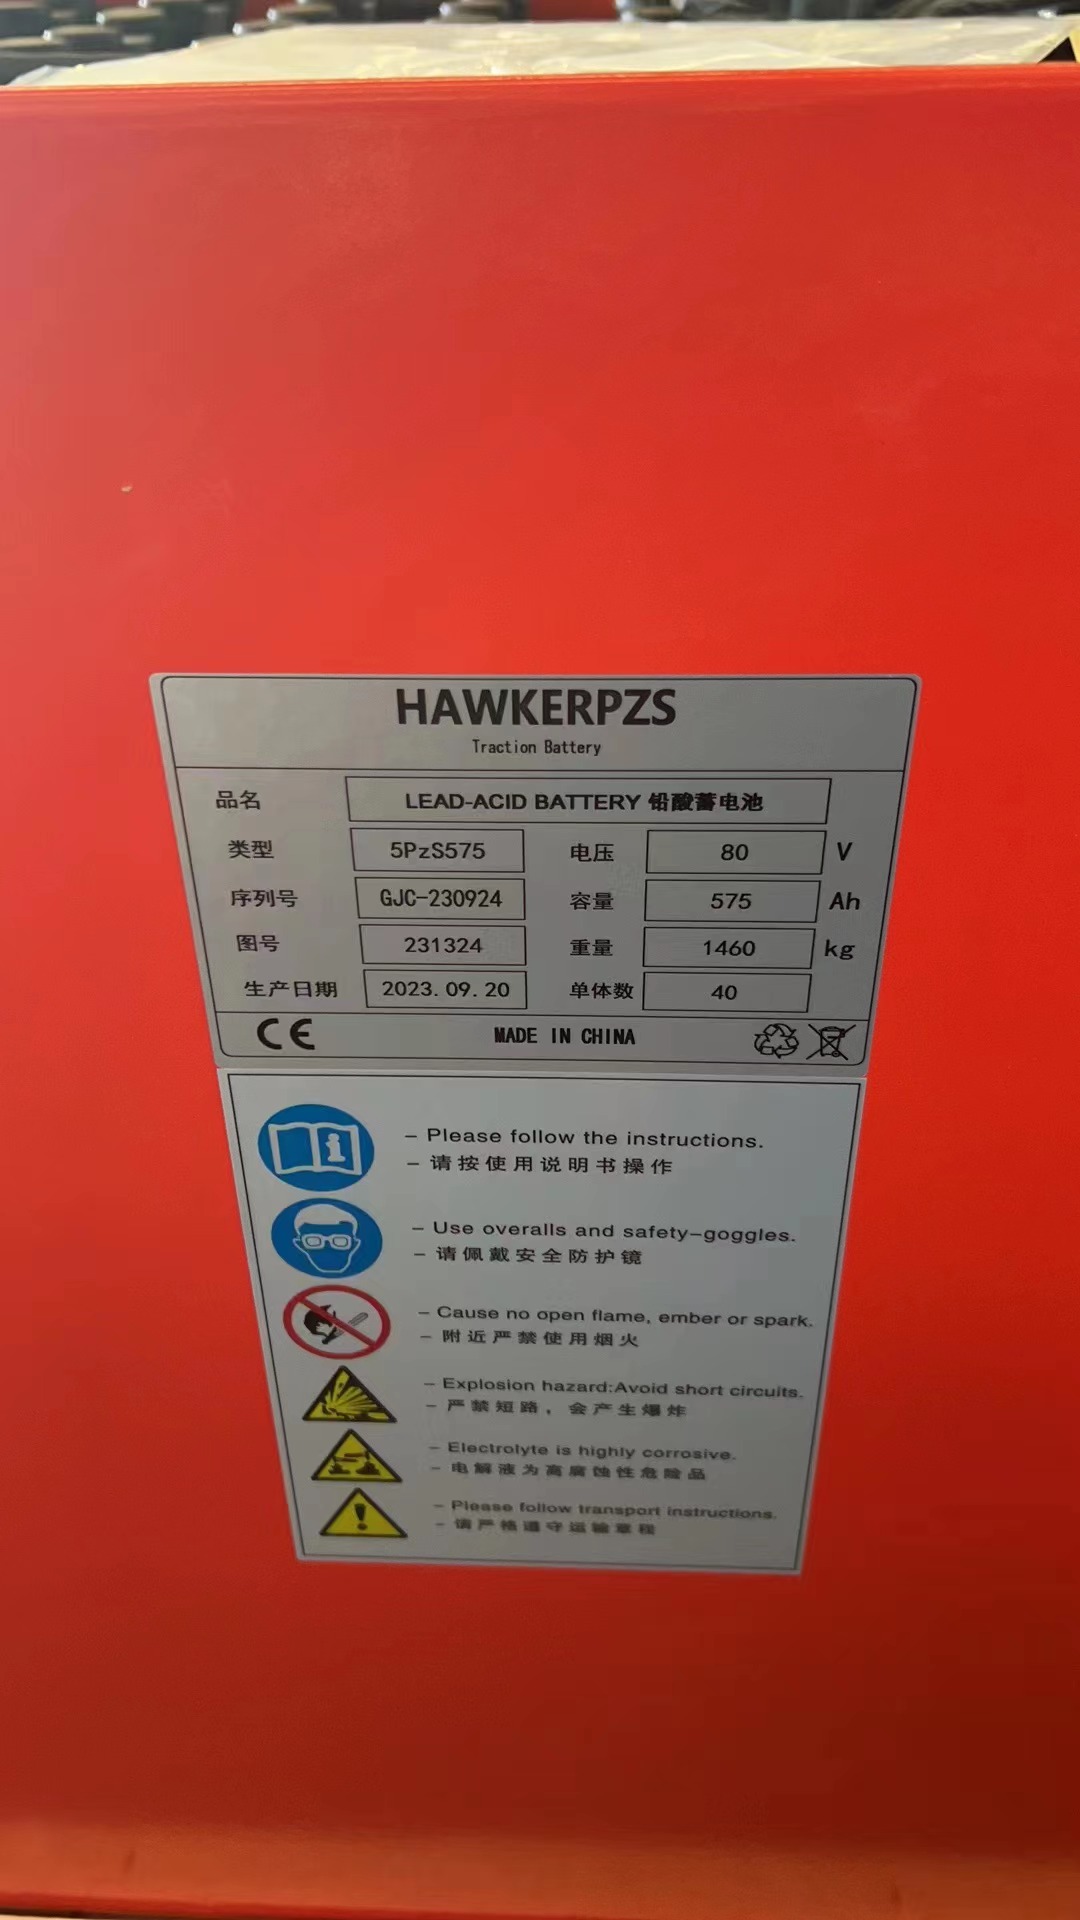 HAWKERPZS
Traction Battery
品名 LEAD-ACID BATTERY 铅酸蓄电池
类型 5PzS575 电压 80 V
序列号 GJC-230924 容量 575 Ah
图号 231324 重量 1460 kg
生产日期 2023.09.20 单体数 40
CE MADE IN CHINA
- Please follow the instructions.
- 请按使用说明书操作
- Use overalls and safety-goggles.
- 请佩戴安全防护镜
- Cause no open flame, ember or spark.
- 附近严禁使用烟火
- Explosion hazard:Avoid short circuits.
- 严禁短路，会产生爆炸
- Electrolyte is highly corrosive.
- 电解液为高腐蚀性危险品
- Please follow transport instructions.
- 请严格遵守运输章程